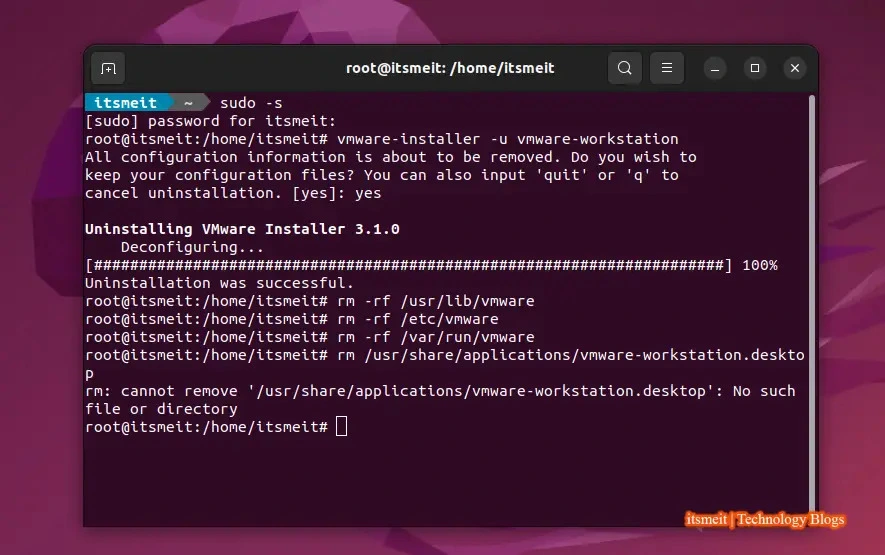 root@itsmeit: /home/itsmeit
itsmeit ~ sudo -s
[sudo] password for itsmeit:
root@itsmeit:/home/itsmeit# vmware-installer -u vmware-workstation
All configuration information is about to be removed. Do you wish to
keep your configuration files? You can also input 'quit' or 'q' to
cancel uninstallation. [yes]: yes
Uninstalling VMware Installer 3.1.0
Deconfiguring...
[######################################################################] 100%
Uninstallation was successful.
root@itsmeit:/home/itsmeit# rm -rf /usr/lib/vmware
root@itsmeit:/home/itsmeit# rm -rf /etc/vmware
root@itsmeit:/home/itsmeit# rm -rf /var/run/vmware
root@itsmeit:/home/itsmeit# rm /usr/share/applications/vmware-workstation.deskto
p
rm: cannot remove '/usr/share/applications/vmware-workstation.desktop': No such
file or directory
root@itsmeit:/home/itsmeit#
itsmeit | Technology Blogs